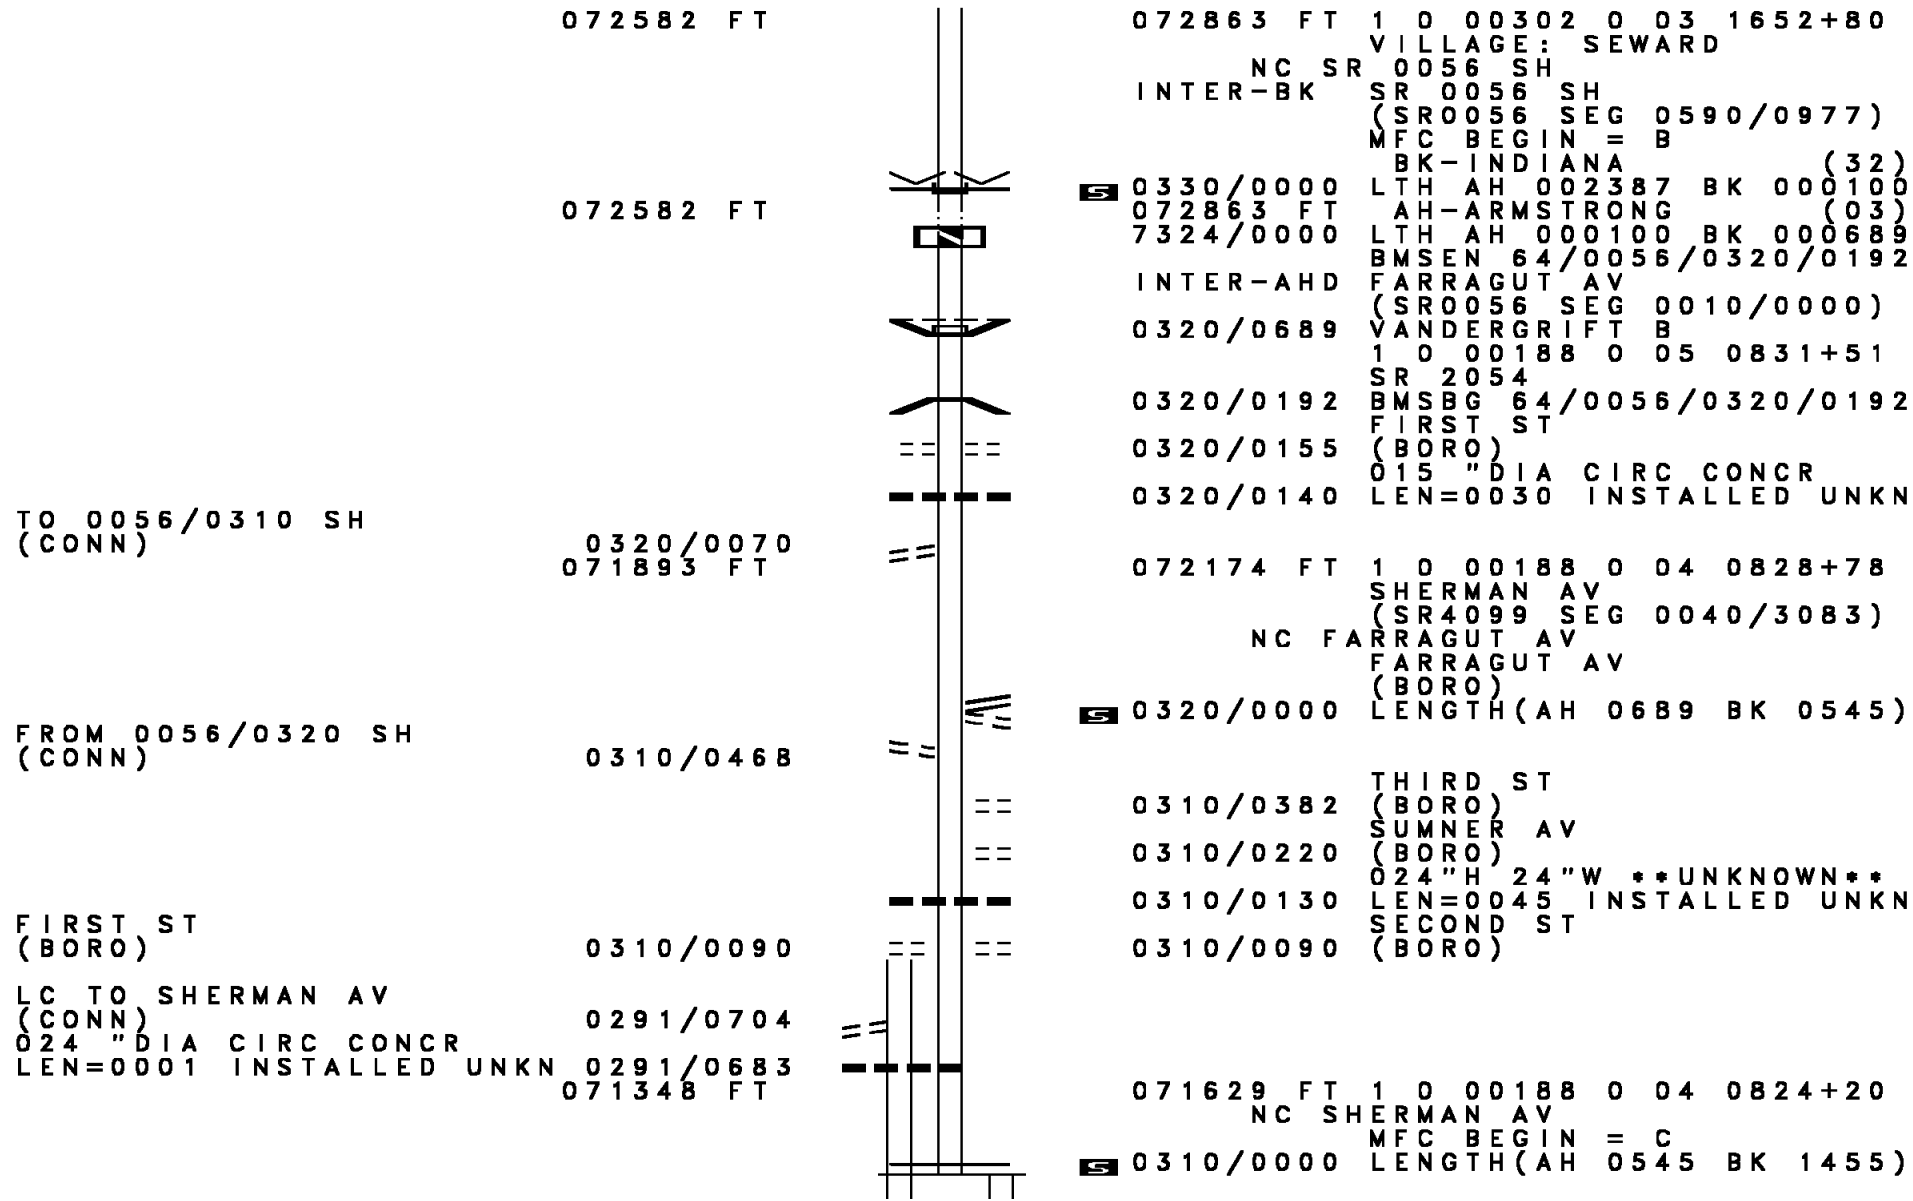 072582 FT 072863 FT 1 0 00302 0 03 1652+80
VILLAGE: SEWARD
NC SR 0056 SH
INTER-BK SR 0056 SH
(SR0056 SEG 0590/0977)
MFC BEGIN = B
BK-INDIANA (32)
S 0330/0000 LTH AH 002387 BK 000100
072582 FT 072863 FT AH-ARMSTRONG (03)
7324/0000 LTH AH 000100 BK 000689
BMSEN 64/0056/0320/0192
INTER-AHD FARRAGUT AV
(SR0056 SEG 0010/0000)
0320/0689 VANDERGRIFT B
1 0 00188 0 05 0831+51
SR 2054
0320/0192 BMSBG 64/0056/0320/0192
FIRST ST
0320/0155 (BORO)
015 "DIA CIRC CONCR
0320/0140 LEN=0030 INSTALLED UNKN
TO 0056/0310 SH
(CONN) 0320/0070
071893 FT 072174 FT 1 0 00188 0 04 0828+78
SHERMAN AV
(SR4099 SEG 0040/3083)
NC FARRAGUT AV
FARRAGUT AV
(BORO)
S 0320/0000 LENGTH(AH 0689 BK 0545)
FROM 0056/0320 SH
(CONN) 0310/0468
THIRD ST
0310/0382 (BORO)
SUMNER AV
0310/0220 (BORO)
024"H 24"W **UNKNOWN**
0310/0130 LEN=0045 INSTALLED UNKN
FIRST ST SECOND ST
(BORO) 0310/0090 0310/0090 (BORO)
LC TO SHERMAN AV
(CONN) 0291/0704
024 "DIA CIRC CONCR
LEN=0001 INSTALLED UNKN 0291/0683
071348 FT 071629 FT 1 0 00188 0 04 0824+20
NC SHERMAN AV
MFC BEGIN = C
S 0310/0000 LENGTH(AH 0545 BK 1455)